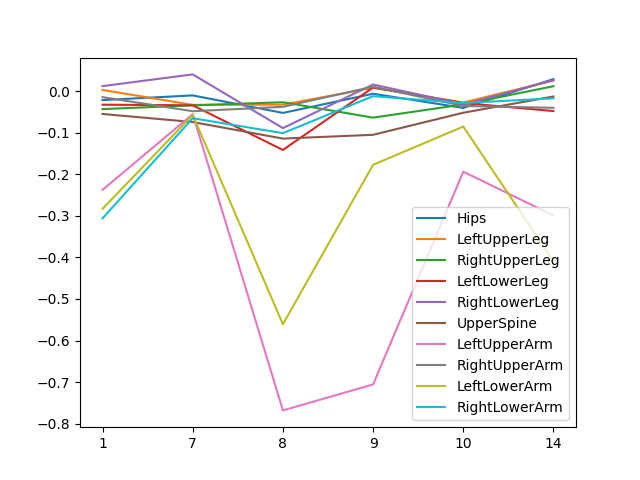 0.0
−0.1
−0.2
−0.3
−0.4
−0.5
−0.6
−0.7
−0.8
1 7 8 9 10 14
Hips
LeftUpperLeg
RightUpperLeg
LeftLowerLeg
RightLowerLeg
UpperSpine
LeftUpperArm
RightUpperArm
LeftLowerArm
RightLowerArm